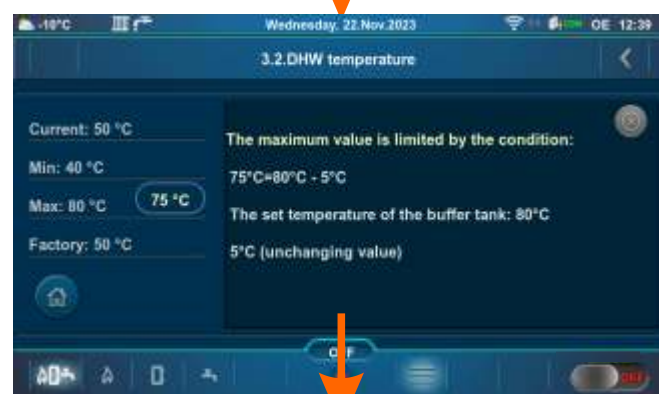 -10°C Wednesday, 22.Nov.2023 OE 12:39
3.2.DHW temperature
Current: 50 °C
Min: 40 °C
Max: 80 °C 75 °C
Factory: 50 °C
The maximum value is limited by the condition:
75°C=80°C - 5°C
The set temperature of the buffer tank: 80°C
5°C (unchanging value)
OFF